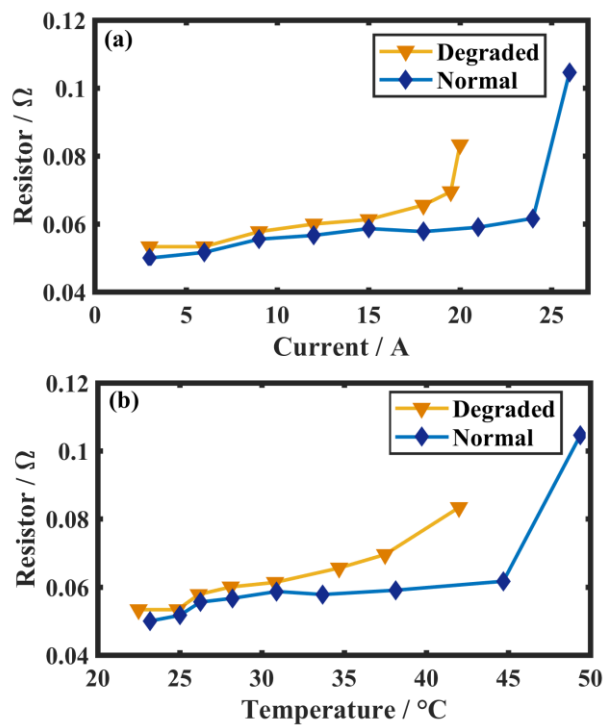 (a)
Degraded
Normal
0.12
0.1
0.08
0.06
0.04
Resistor / Ω
0 5 10 15 20 25
Current / A
(b)
Degraded
Normal
0.12
0.1
0.08
0.06
0.04
Resistor / Ω
20 25 30 35 40 45 50
Temperature / °C